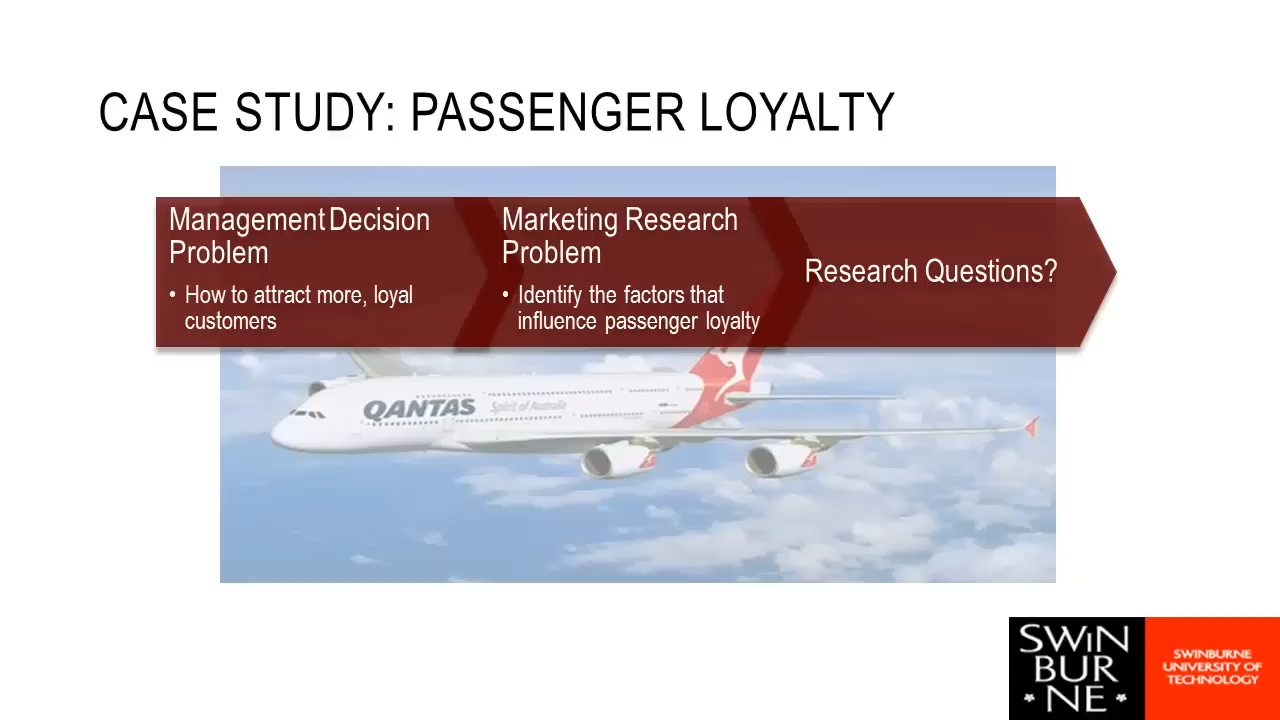 CASE STUDY: PASSENGER LOYALTY
Management Decision
Problem
• How to attract more, loyal
customers
Marketing Research
Problem
• Identify the factors that
influence passenger loyalty
Research Questions?
QANTAS
Spirit of Australia
SWIN
BUR
NE
SWINBURNE
UNIVERSITY OF
TECHNOLOGY